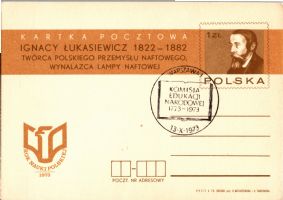 KARTKA POCZTOWA
IGNACY ŁUKASIEWICZ 1822-1882
TWÓRCA POLSKIEGO PRZEMYSŁU NAFTOWEGO,
WYNALAZCA LAMPY NAFTOWEJ
1 ZŁ
POLSKA
WARSZAWA
KOMISJA
EDUKACJI
NARODOWEJ
1773-1973
13-X-1973
ROK NAUKI POLSKIEJ
1973
POCZT. NR ADRESOWY